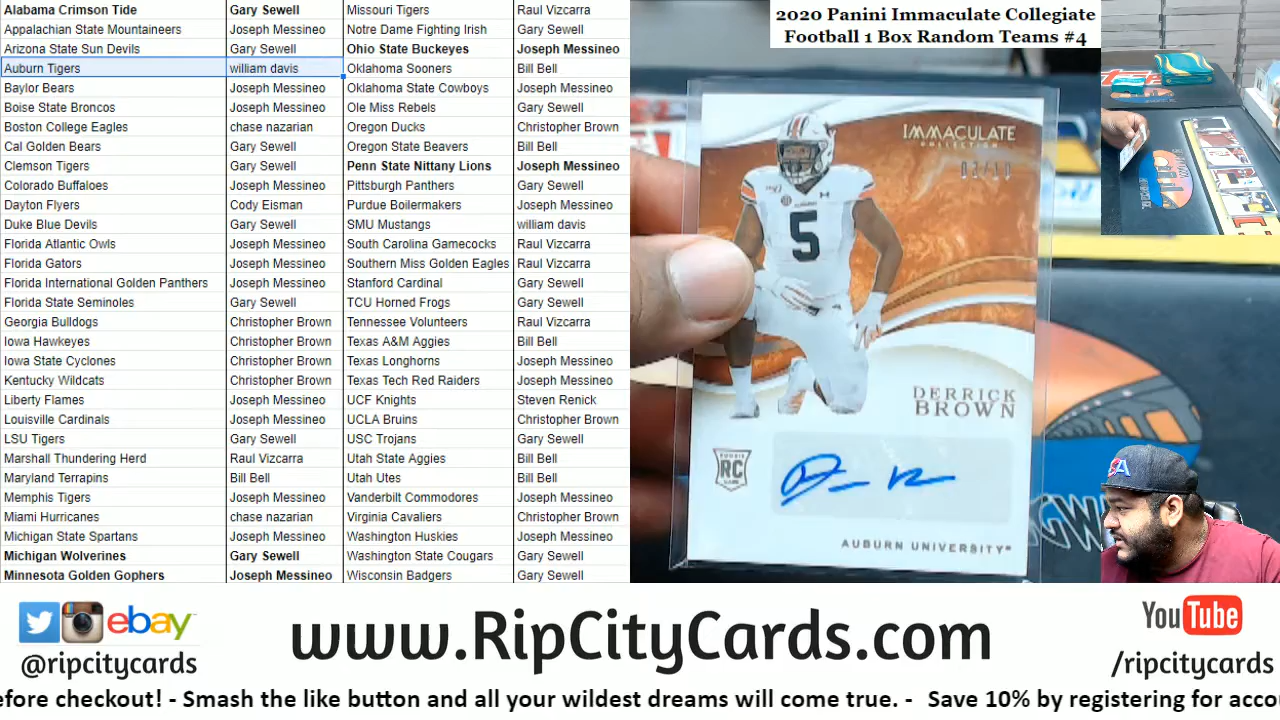 Alabama Crimson Tide Gary Sewell Missouri Tigers Raul Vizcarra
Appalachian State Mountaineers Joseph Messineo Notre Dame Fighting Irish Gary Sewell
Arizona State Sun Devils Gary Sewell Ohio State Buckeyes Joseph Messineo
Auburn Tigers william davis Oklahoma Sooners Bill Bell
Baylor Bears Joseph Messineo Oklahoma State Cowboys Joseph Messineo
Boise State Broncos Joseph Messineo Ole Miss Rebels Gary Sewell
Boston College Eagles chase nazarian Oregon Ducks Christopher Brown
Cal Golden Bears Gary Sewell Oregon State Beavers Bill Bell
Clemson Tigers Gary Sewell Penn State Nittany Lions Joseph Messineo
Colorado Buffaloes Joseph Messineo Pittsburgh Panthers Gary Sewell
Dayton Flyers Cody Eisman Purdue Boilermakers Joseph Messineo
Duke Blue Devils Gary Sewell SMU Mustangs william davis
Florida Atlantic Owls Joseph Messineo South Carolina Gamecocks Raul Vizcarra
Florida Gators Joseph Messineo Southern Miss Golden Eagles Raul Vizcarra
Florida International Golden Panthers Joseph Messineo Stanford Cardinal Gary Sewell
Florida State Seminoles Gary Sewell TCU Horned Frogs Gary Sewell
Georgia Bulldogs Christopher Brown Tennessee Volunteers Raul Vizcarra
Iowa Hawkeyes Christopher Brown Texas A&M Aggies Bill Bell
Iowa State Cyclones Christopher Brown Texas Longhorns Joseph Messineo
Kentucky Wildcats Christopher Brown Texas Tech Red Raiders Joseph Messineo
Liberty Flames Joseph Messineo UCF Knights Steven Renick
Louisville Cardinals Joseph Messineo UCLA Bruins Christopher Brown
LSU Tigers Gary Sewell USC Trojans Gary Sewell
Marshall Thundering Herd Raul Vizcarra Utah State Aggies Bill Bell
Maryland Terrapins Bill Bell Utah Utes Bill Bell
Memphis Tigers Joseph Messineo Vanderbilt Commodores Joseph Messineo
Miami Hurricanes chase nazarian Virginia Cavaliers Christopher Brown
Michigan State Spartans Joseph Messineo Washington Huskies Joseph Messineo
Michigan Wolverines Gary Sewell Washington State Cougars Gary Sewell
Minnesota Golden Gophers Joseph Messineo Wisconsin Badgers Gary Sewell
2020 Panini Immaculate Collegiate
Football 1 Box Random Teams #4
IMMACULATE
COLLECTION
5
DERRICK
BROWN
ROOKIE
RC
AUBURN UNIVERSITY
ebay
@ripcitycards
www.RipCityCards.com
YouTube
/ripcitycards
efore checkout! - Smash the like button and all your wildest dreams will come true. - Save 10% by registering for acco